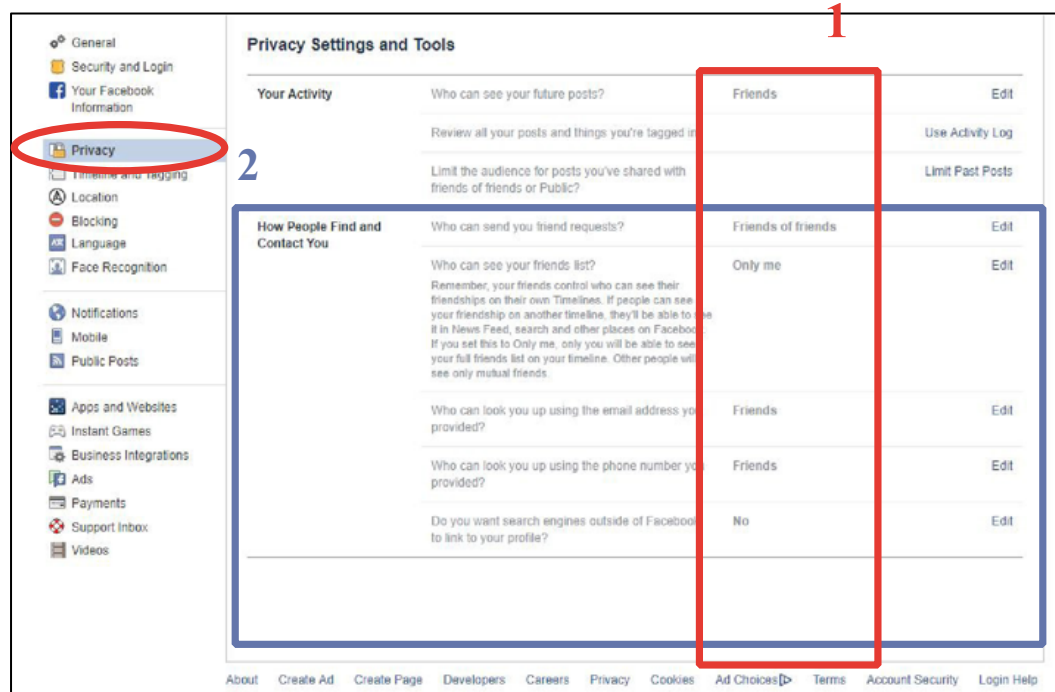 1
General
Security and Login
Your Facebook
Information
Privacy
Timeline and Tagging
Location
Blocking
Language
Face Recognition
Notifications
Mobile
Public Posts
Apps and Websites
Instant Games
Business Integrations
Ads
Payments
Support Inbox
Videos
Privacy Settings and Tools
2
Your Activity
Who can see your future posts?
Friends
Edit
Review all your posts and things you're tagged in
Use Activity Log
Limit the audience for posts you've shared with
friends of friends or Public?
Limit Past Posts
How People Find and
Contact You
Who can send you friend requests?
Friends of friends
Edit
Who can see your friends list?
Only me
Edit
Remember, your friends control who can see their
friendships on their own Timelines. If people can see
your friendship on another timeline, they'll be able to see
it in News Feed, search and other places on Facebook.
If you set this to Only me, only you will be able to see
your full friends list on your timeline. Other people will
see only mutual friends.
Who can look you up using the email address you
provided?
Friends
Edit
Who can look you up using the phone number you
provided?
Friends
Edit
Do you want search engines outside of Facebook
to link to your profile?
No
Edit
About Create Ad Create Page Developers Careers Privacy Cookies Ad Choices Terms Account Security Login Help